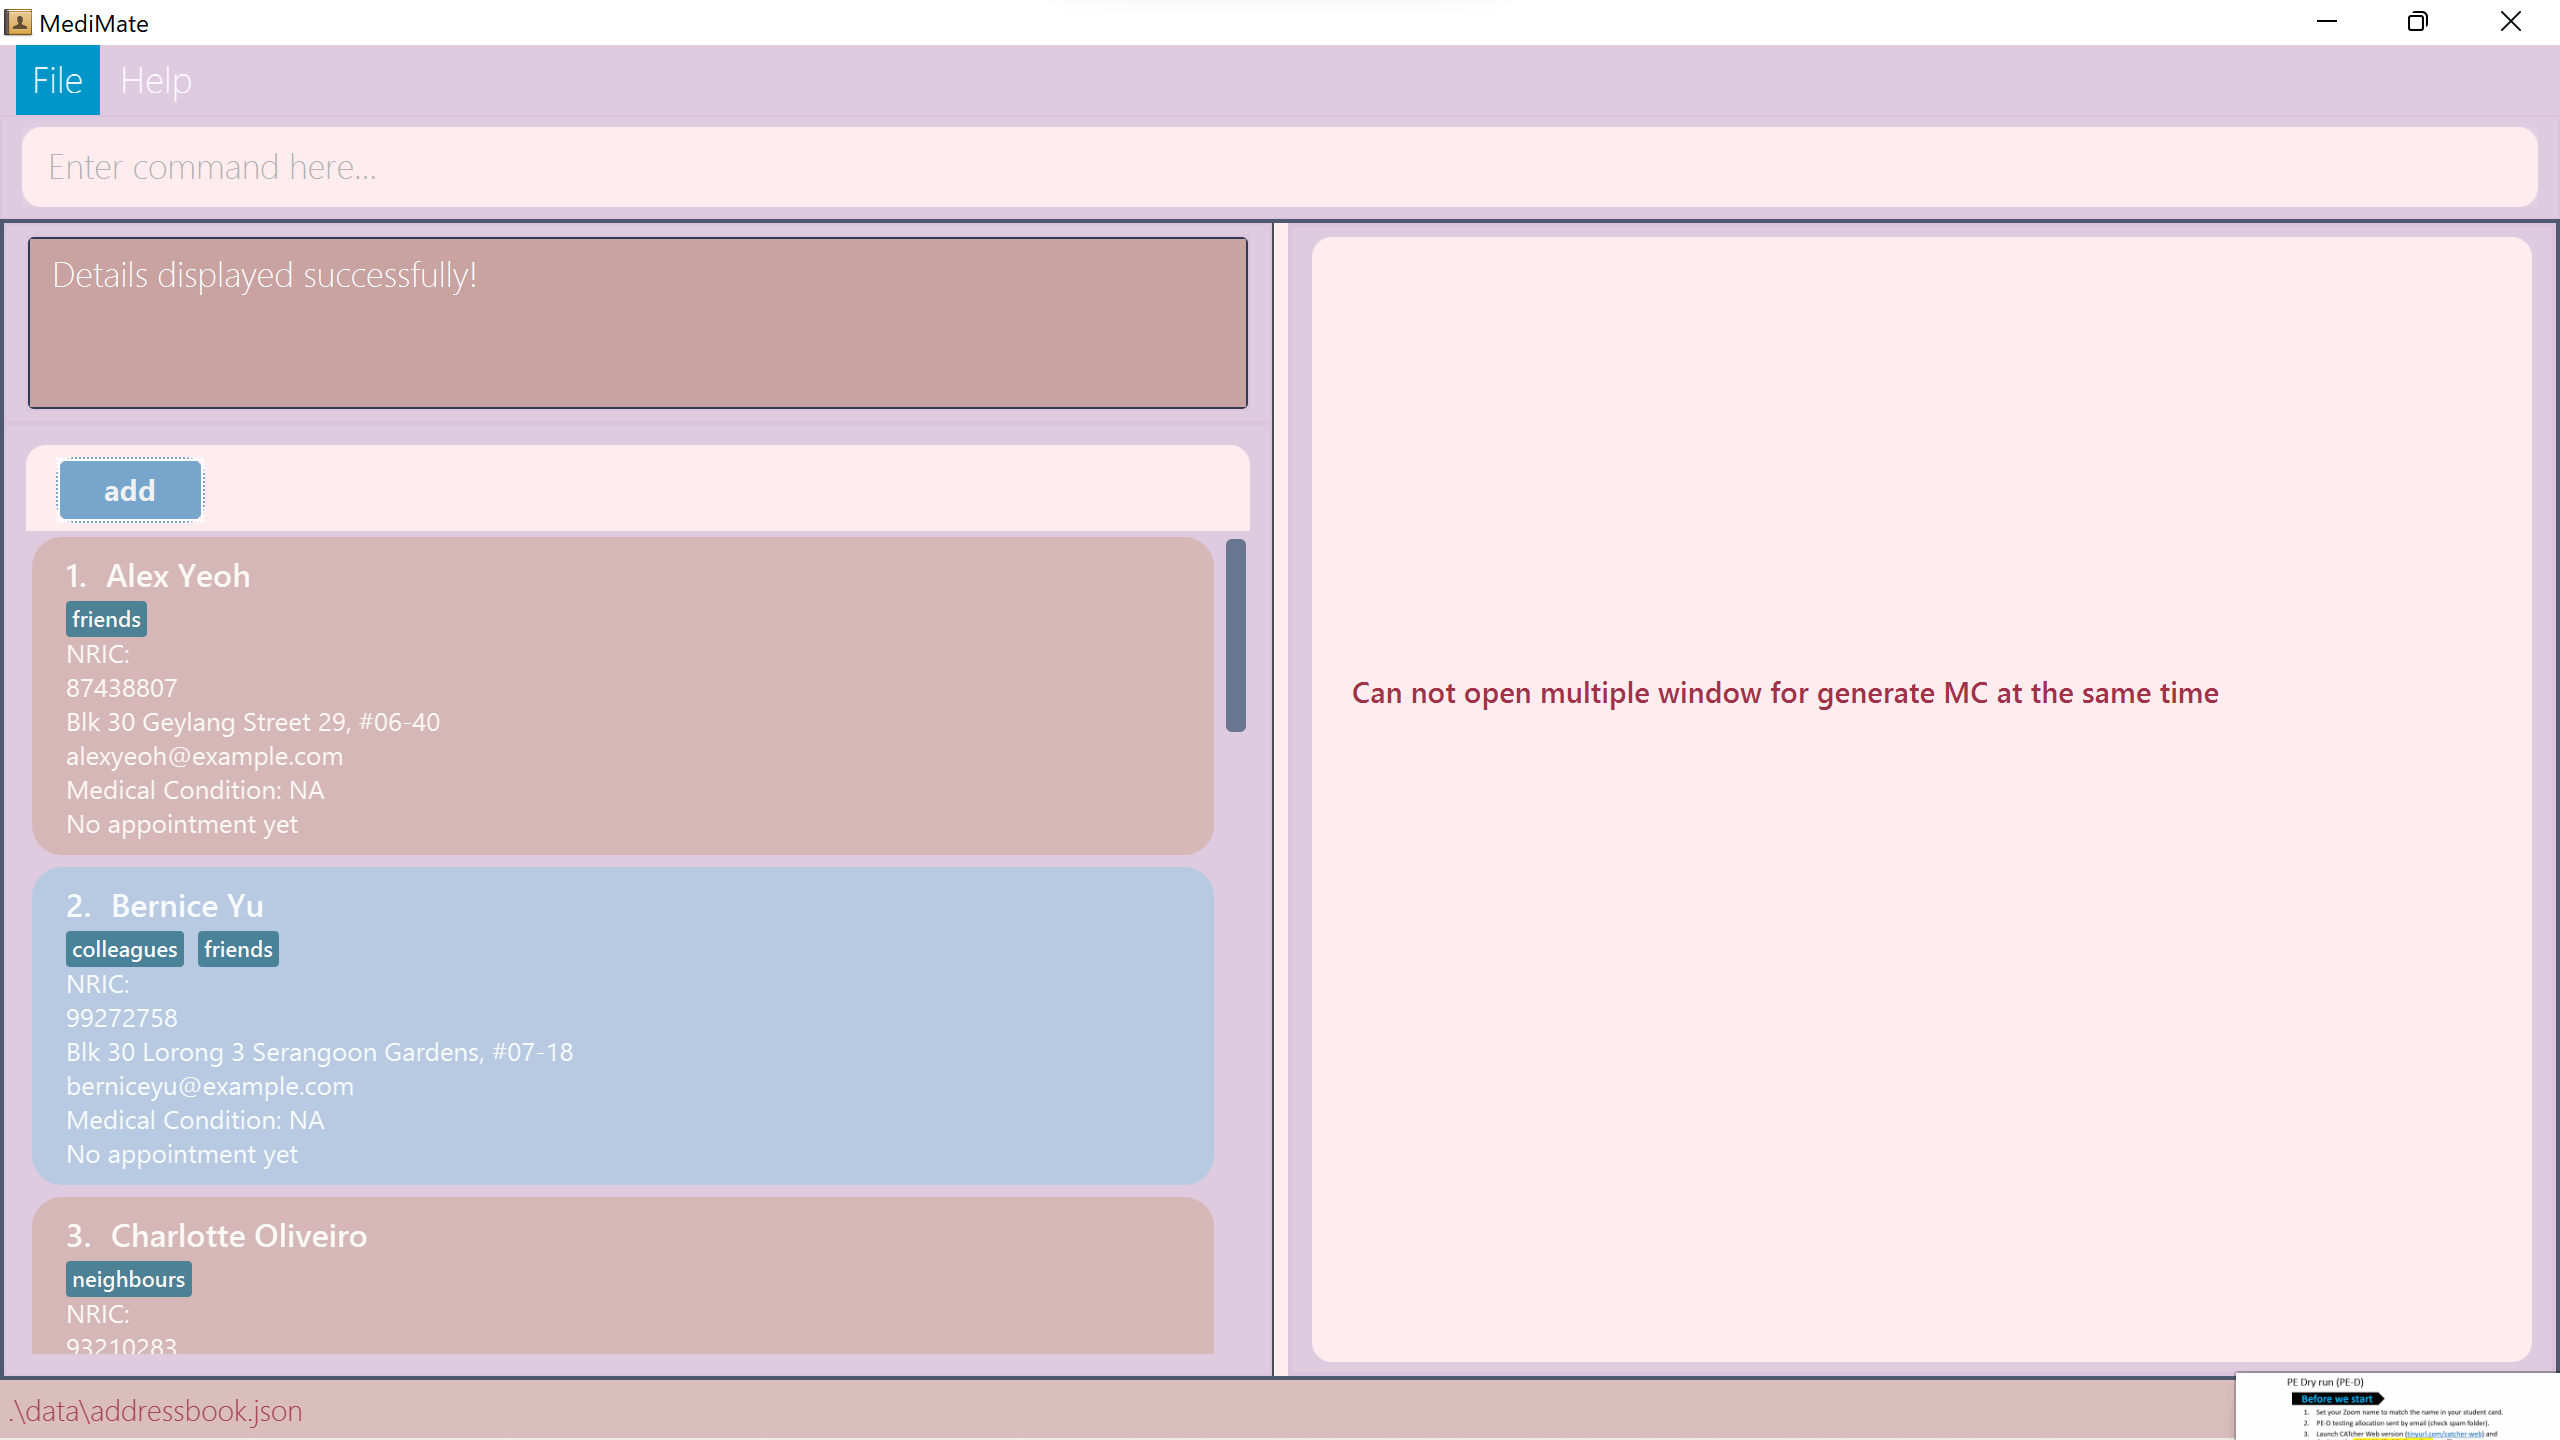 MediMate
File Help
Enter command here...
Details displayed successfully!
add
1. Alex Yeoh
friends
NRIC:
87438807
Blk 30 Geylang Street 29, #06-40
alexyeoh@example.com
Medical Condition: NA
No appointment yet
2. Bernice Yu
colleagues friends
NRIC:
99272758
Blk 30 Lorong 3 Serangoon Gardens, #07-18
berniceyu@example.com
Medical Condition: NA
No appointment yet
3. Charlotte Oliveiro
neighbours
NRIC:
93210283
Can not open multiple window for generate MC at the same time
.\data\addressbook.json
PE Dry run (PE-D)
Before we start
1. Set your Zoom name to match the name in your student card.
2. PE-D testing allocation sent by email (check spam folder).
3. Launch CATcher Web version (tinyurl.com/catcher-web) and